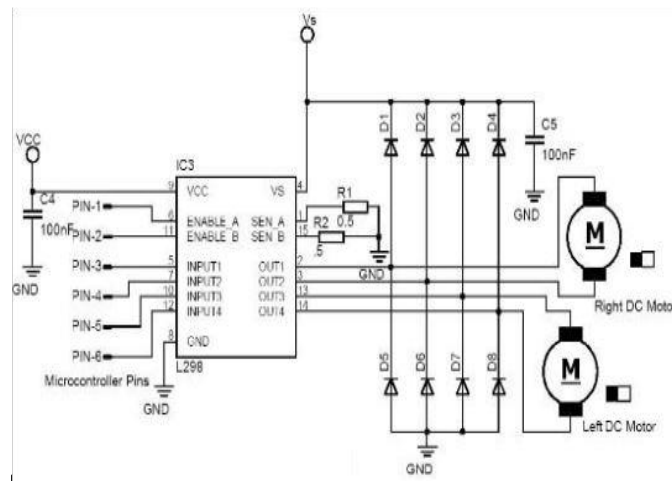 Vs
VCC
C4
100nF
GND
IC3
PIN-1
PIN-2
PIN-3
PIN-4
PIN-5
PIN-6
Microcontroller Pins
GND
9 VCC VS 4
6 ENABLE_A SEN_A 1
11 ENABLE_B SEN_B 15
5 INPUT1 OUT1 2
7 INPUT2 OUT2 3
10 INPUT3 OUT3 13
12 INPUT4 OUT4 14
8 GND
L298
R1
0.5
R2
.5
GND
D1 D2 D3 D4
C5
100nF
GND
M
Right DC Moto
D5 D6 D7 D8
GND
M
Left DC Motor